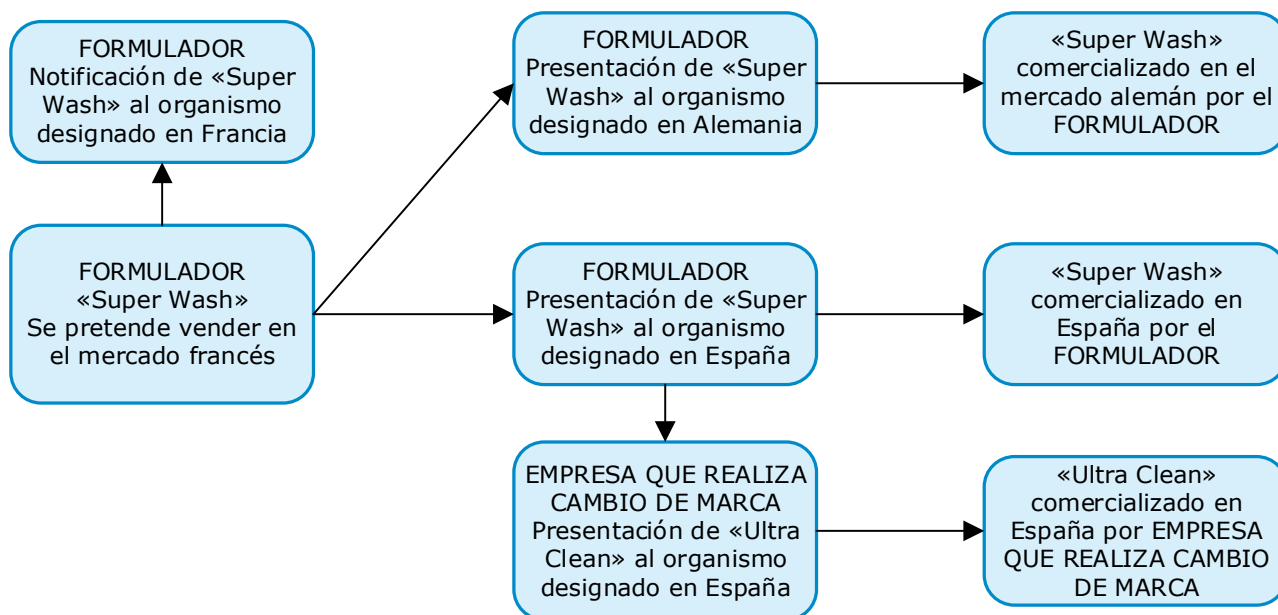 FORMULADOR
Notificación de «Super
Wash» al organismo
designado en Francia
FORMULADOR
Presentación de «Super
Wash» al organismo
designado en Alemania
«Super Wash»
comercializado en el
mercado alemán por el
FORMULADOR
FORMULADOR
«Super Wash»
Se pretende vender en
el mercado francés
FORMULADOR
Presentación de «Super
Wash» al organismo
designado en España
«Super Wash»
comercializado en
España por el
FORMULADOR
EMPRESA QUE REALIZA
CAMBIO DE MARCA
Presentación de «Ultra
Clean» al organismo
designado en España
«Ultra Clean»
comercializado en
España por EMPRESA
QUE REALIZA CAMBIO
DE MARCA